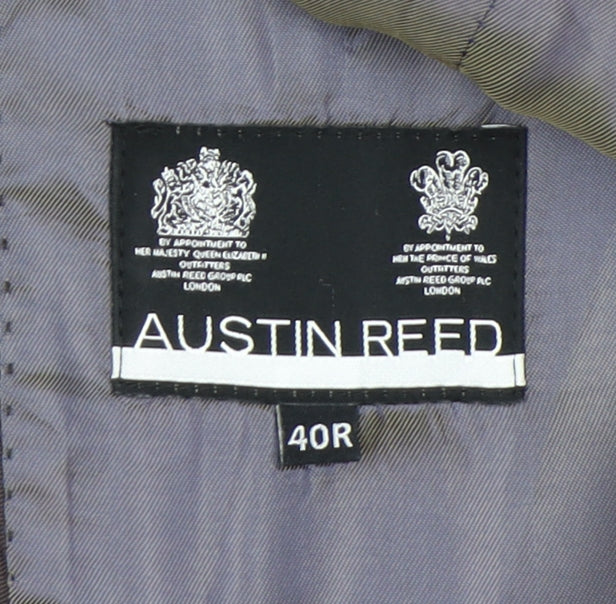 BY APPOINTMENT TO
HER MAJESTY QUEEN ELIZABETH II
OUTFITTERS
AUSTIN REED GROUP PLC
LONDON
BY APPOINTMENT TO
HRH THE PRINCE OF WALES
OUTFITTERS
AUSTIN REED GROUP PLC
LONDON
AUSTIN REED
40R